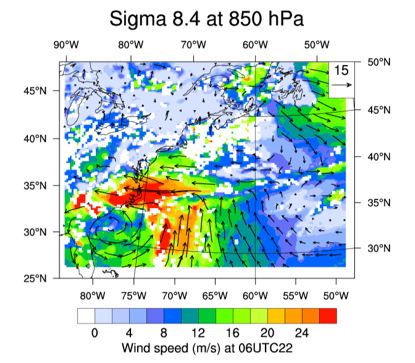 Sigma 8.4 at 850 hPa
90°W 80°W 70°W 60°W 50°W
15
50°N
45°N 45°N
40°N 40°N
35°N 35°N
30°N 30°N
25°N
80°W 75°W 70°W 65°W 60°W 55°W 50°W
0 4 8 12 16 20 24
Wind speed (m/s) at 06UTC22